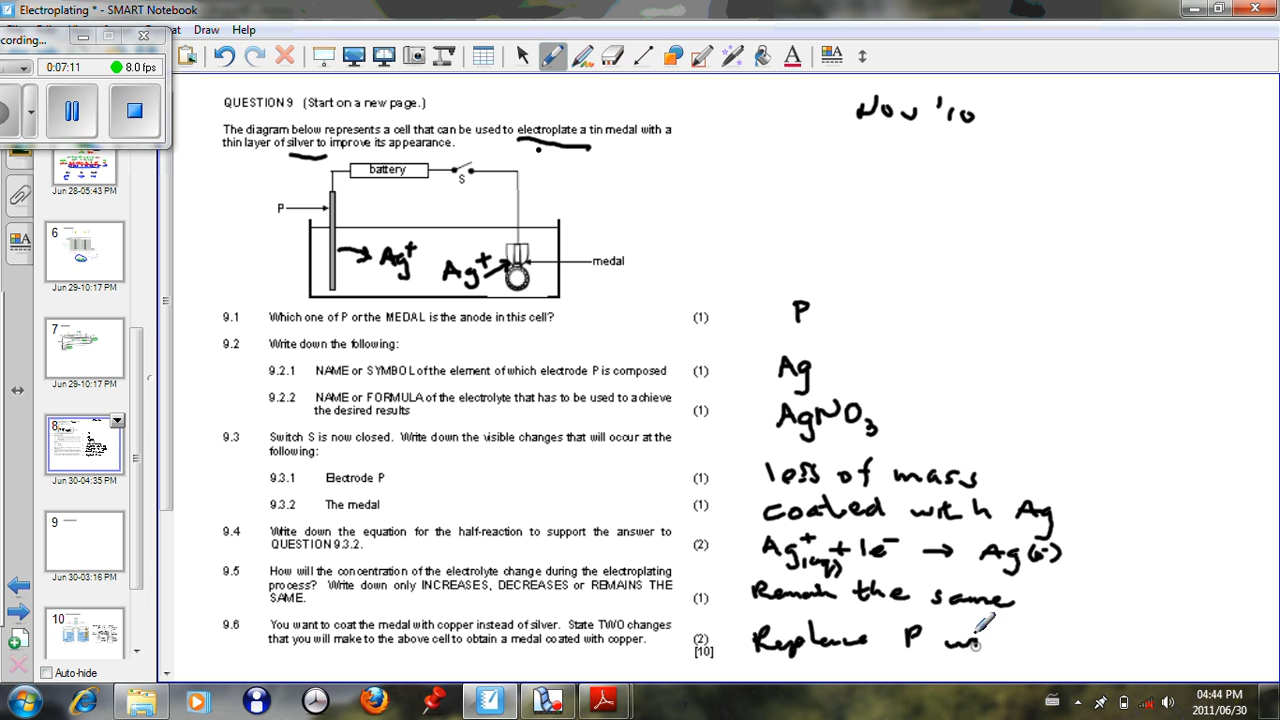 Electroplating * - SMART Notebook
cording...
at Draw Help
0:07:11
8.0 fps
QUESTION 9 (Start on a new page.)
Nov '10
The diagram below represents a cell that can be used to electroplate a tin medal with a
thin layer of silver to improve its appearance.
battery
S
P
Ag+
Ag+
medal
9.1 Which one of P or the MEDAL is the anode in this cell? (1) P
9.2 Write down the following:
9.2.1 NAME or SYMBOL of the element of which electrode P is composed (1) Ag
9.2.2 NAME or FORMULA of the electrolyte that has to be used to achieve
the desired results (1) AgNO3
9.3 Switch S is now closed. Write down the visible changes that will occur at the
following:
9.3.1 Electrode P (1) less of mass
9.3.2 The medal (1) coated with Ag
9.4 Write down the equation for the half-reaction to support the answer to
QUESTION 9.3.2. (2) Ag+(aq) + 1e- → Ag(s)
9.5 How will the concentration of the electrolyte change during the electroplating
process? Write down only INCREASES, DECREASES or REMAINS THE
SAME. (1) Remain the same
9.6 You want to coat the medal with copper instead of silver. State TWO changes
that you will make to the above cell to obtain a medal coated with copper. (2) Replace P w
[10]
Jun 28-05:43 PM
6
Jun 29-10:17 PM
7
Jun 29-10:17 PM
8
Jun 30-04:35 PM
9
Jun 30-03:16 PM
10
Auto-hide
04:44 PM
2011/06/30